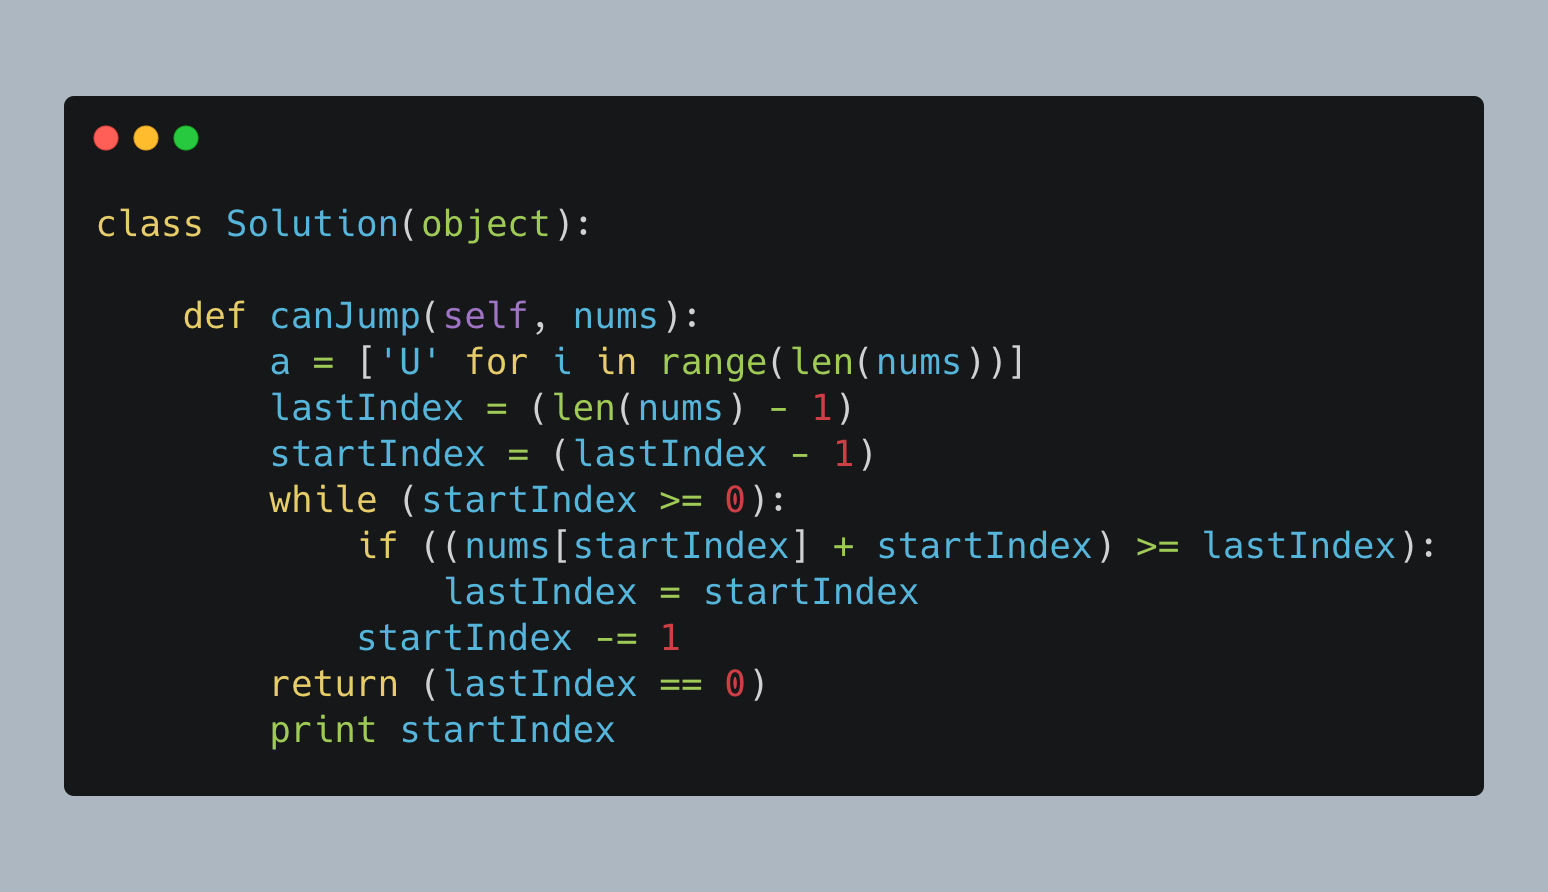 class Solution(object):

    def canJump(self, nums):
        a = ['U' for i in range(len(nums))]
        lastIndex = (len(nums) - 1)
        startIndex = (lastIndex - 1)
        while (startIndex >= 0):
            if ((nums[startIndex] + startIndex) >= lastIndex):
                lastIndex = startIndex
            startIndex -= 1
        return (lastIndex == 0)
        print startIndex